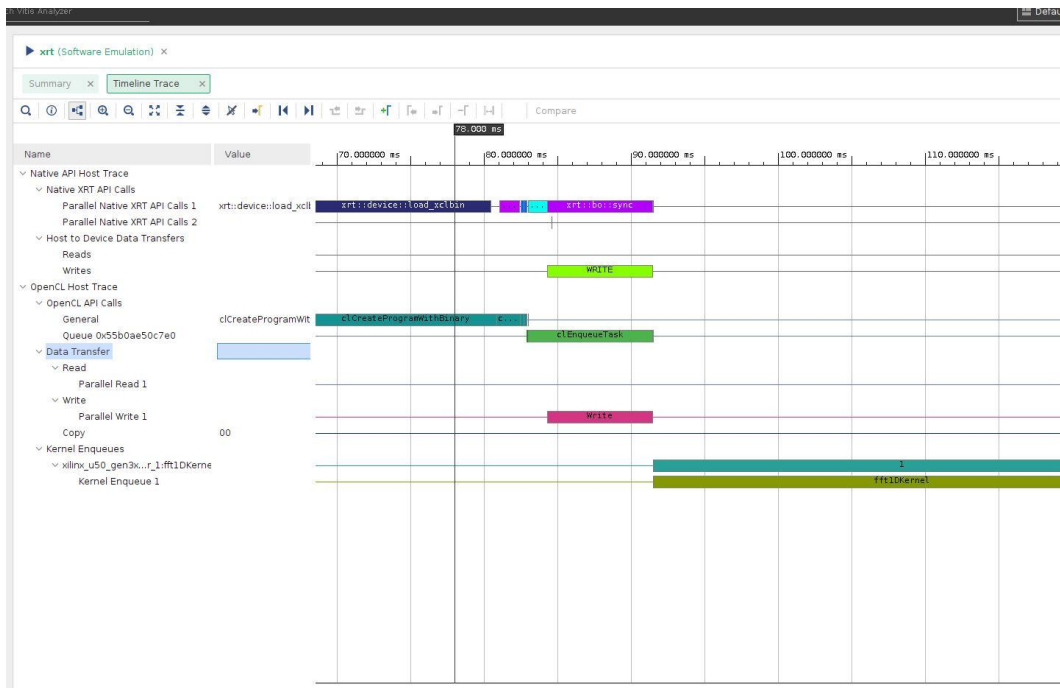 ch Vitis Analyzer
Defau
xrt (Software Emulation) ×
Summary × Timeline Trace ×
Compare
78.000 ms
Name Value 70.000000 ms 80.000000 ms 90.000000 ms 100.000000 ms 110.000000 ms
Native API Host Trace
Native XRT API Calls
Parallel Native XRT API Calls 1 xrt::device::load_xclb xrt::device::load_xclbin ... ... xrt::bo::sync
Parallel Native XRT API Calls 2
Host to Device Data Transfers
Reads
Writes WRITE
OpenCL Host Trace
OpenCL API Calls
General clCreateProgramWit clCreateProgramWithBinary c...
Queue 0x55b0ae50c7e0 clEnqueueTask
Data Transfer
Read
Parallel Read 1
Write
Parallel Write 1 Write
Copy 00
Kernel Enqueues
xilinx_u50_gen3x...r_1:fft1DKerne 1
Kernel Enqueue 1 fft1DKernel